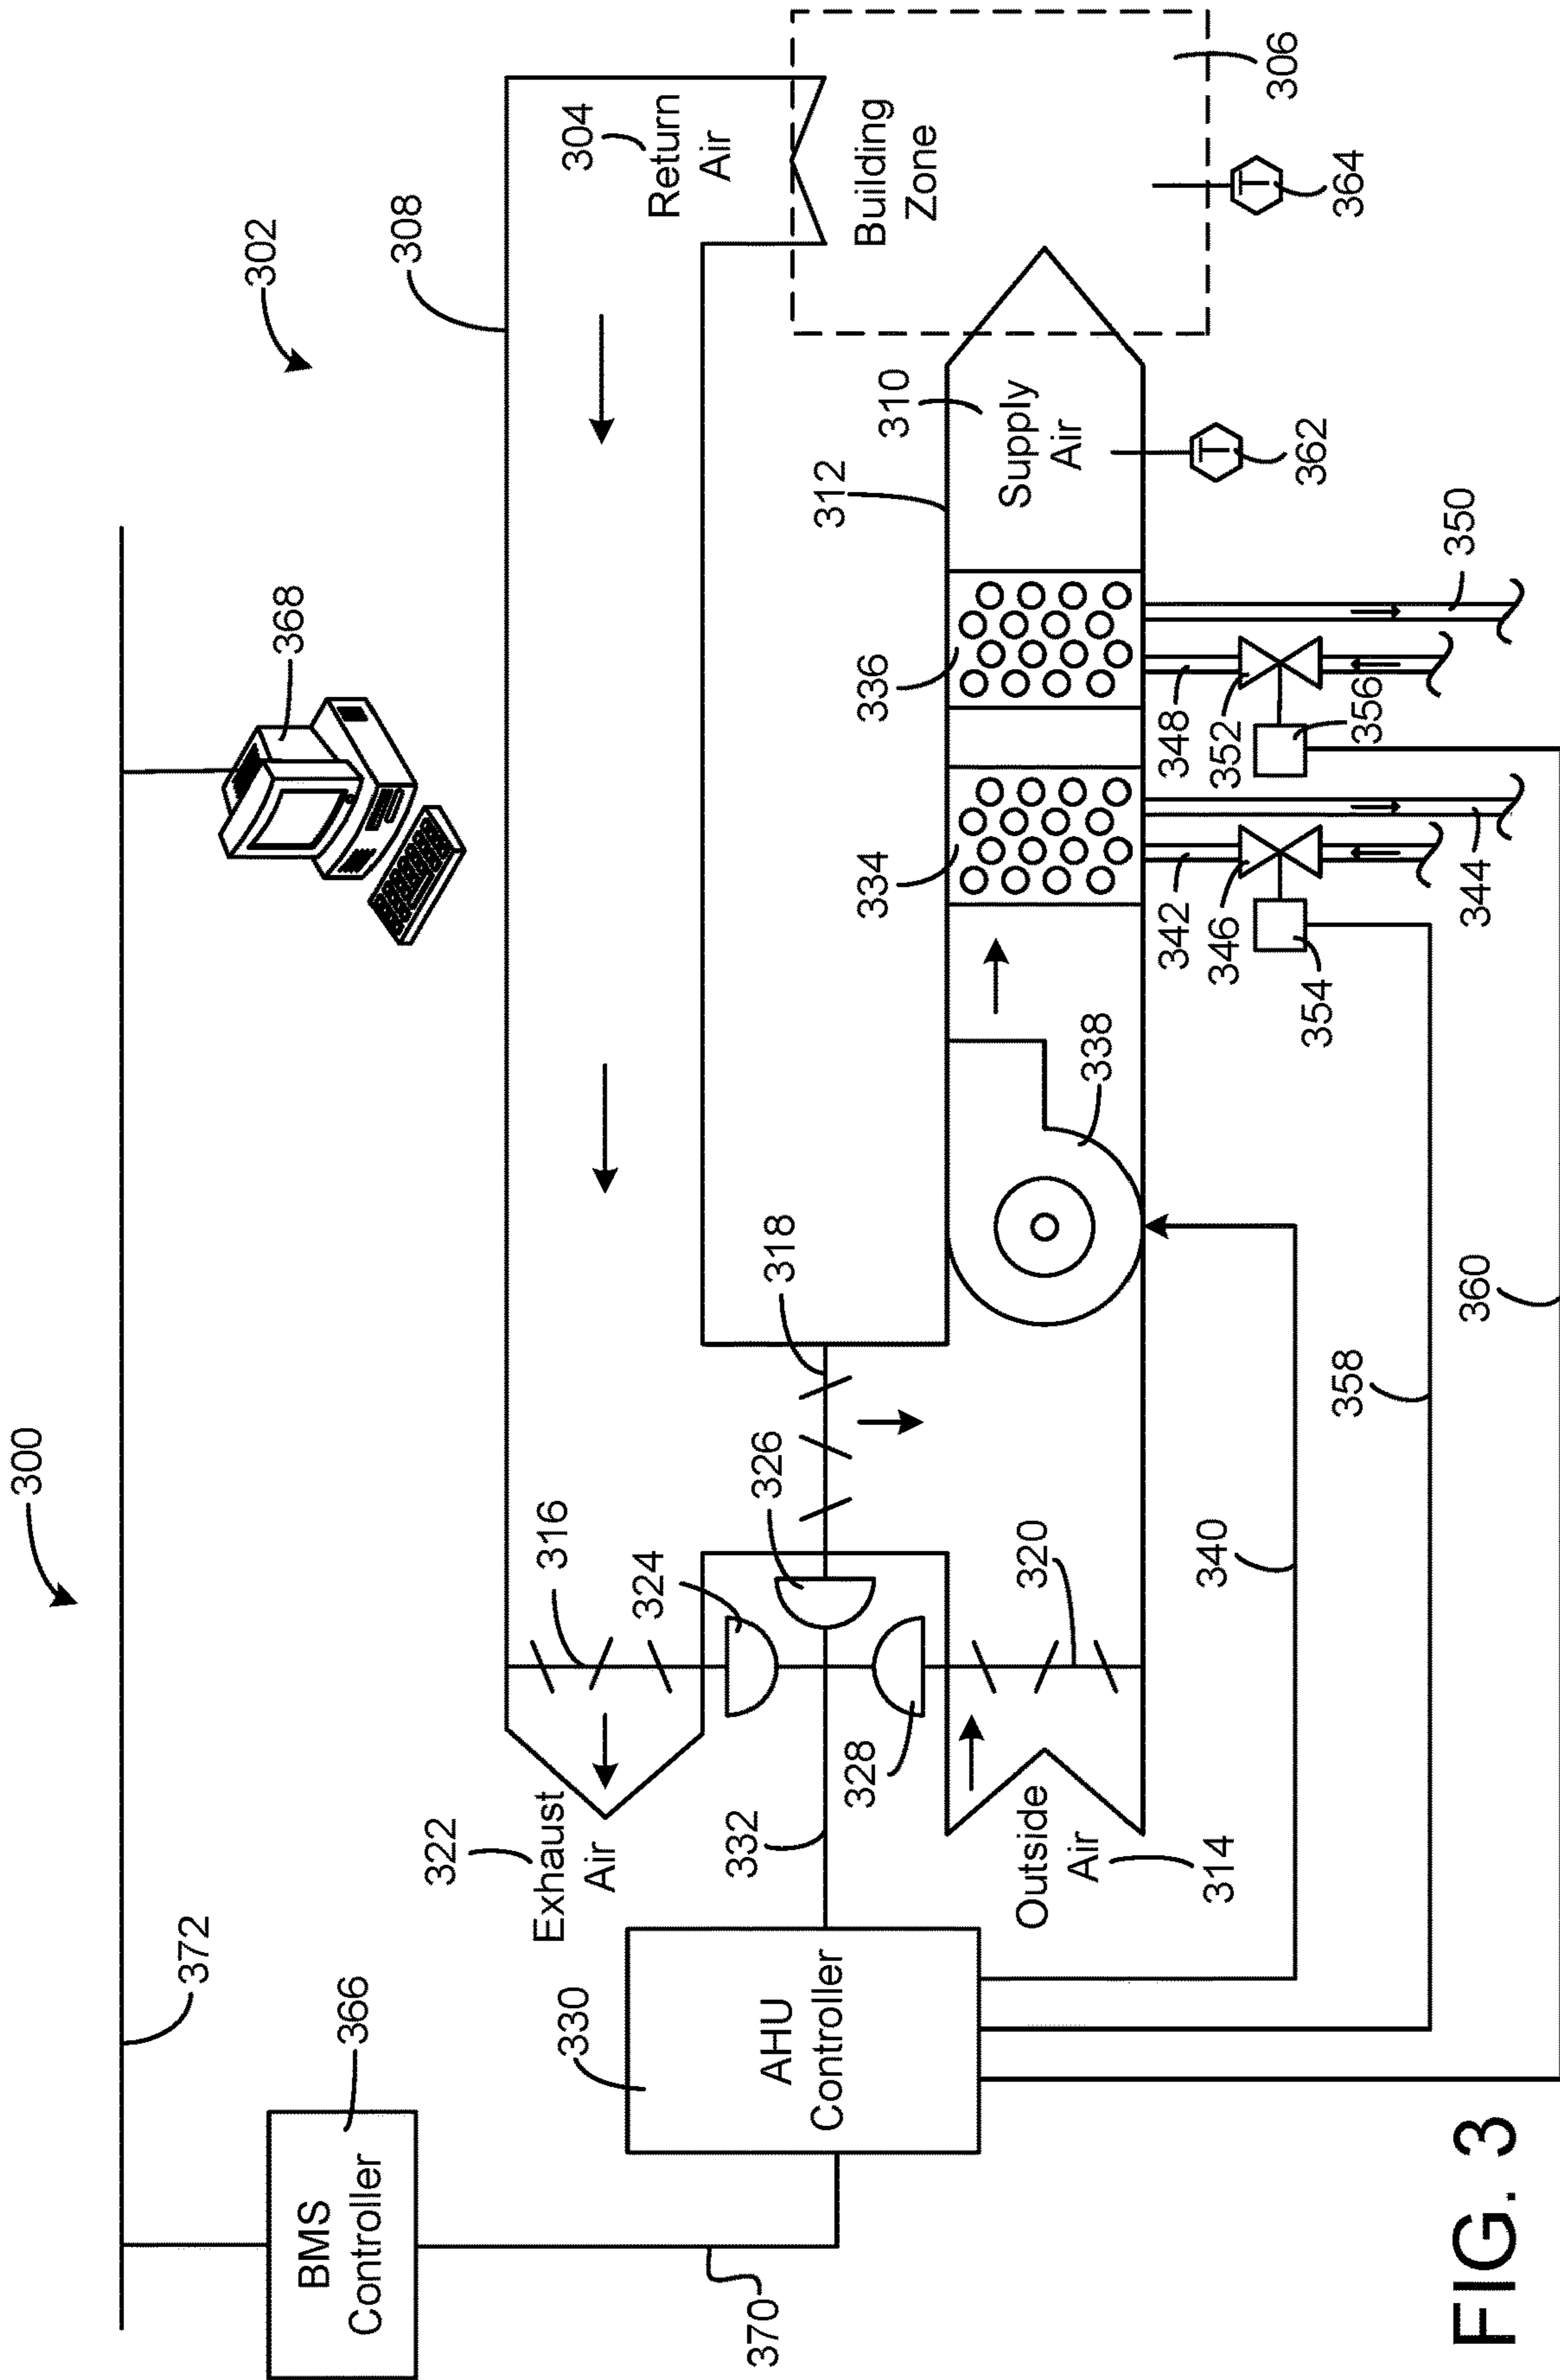 300
372
366
BMS
Controller
370
368
302
308
304
Return
Air
322
Exhaust
Air
316
324
326
318
330
AHU
Controller
332
328
Outside
Air
314
320
338
334
336
312
310
Supply
Air
Building
Zone
306
340
342
346
354
344
348
352
356
350
362
364
358
360
T
T
FIG. 3